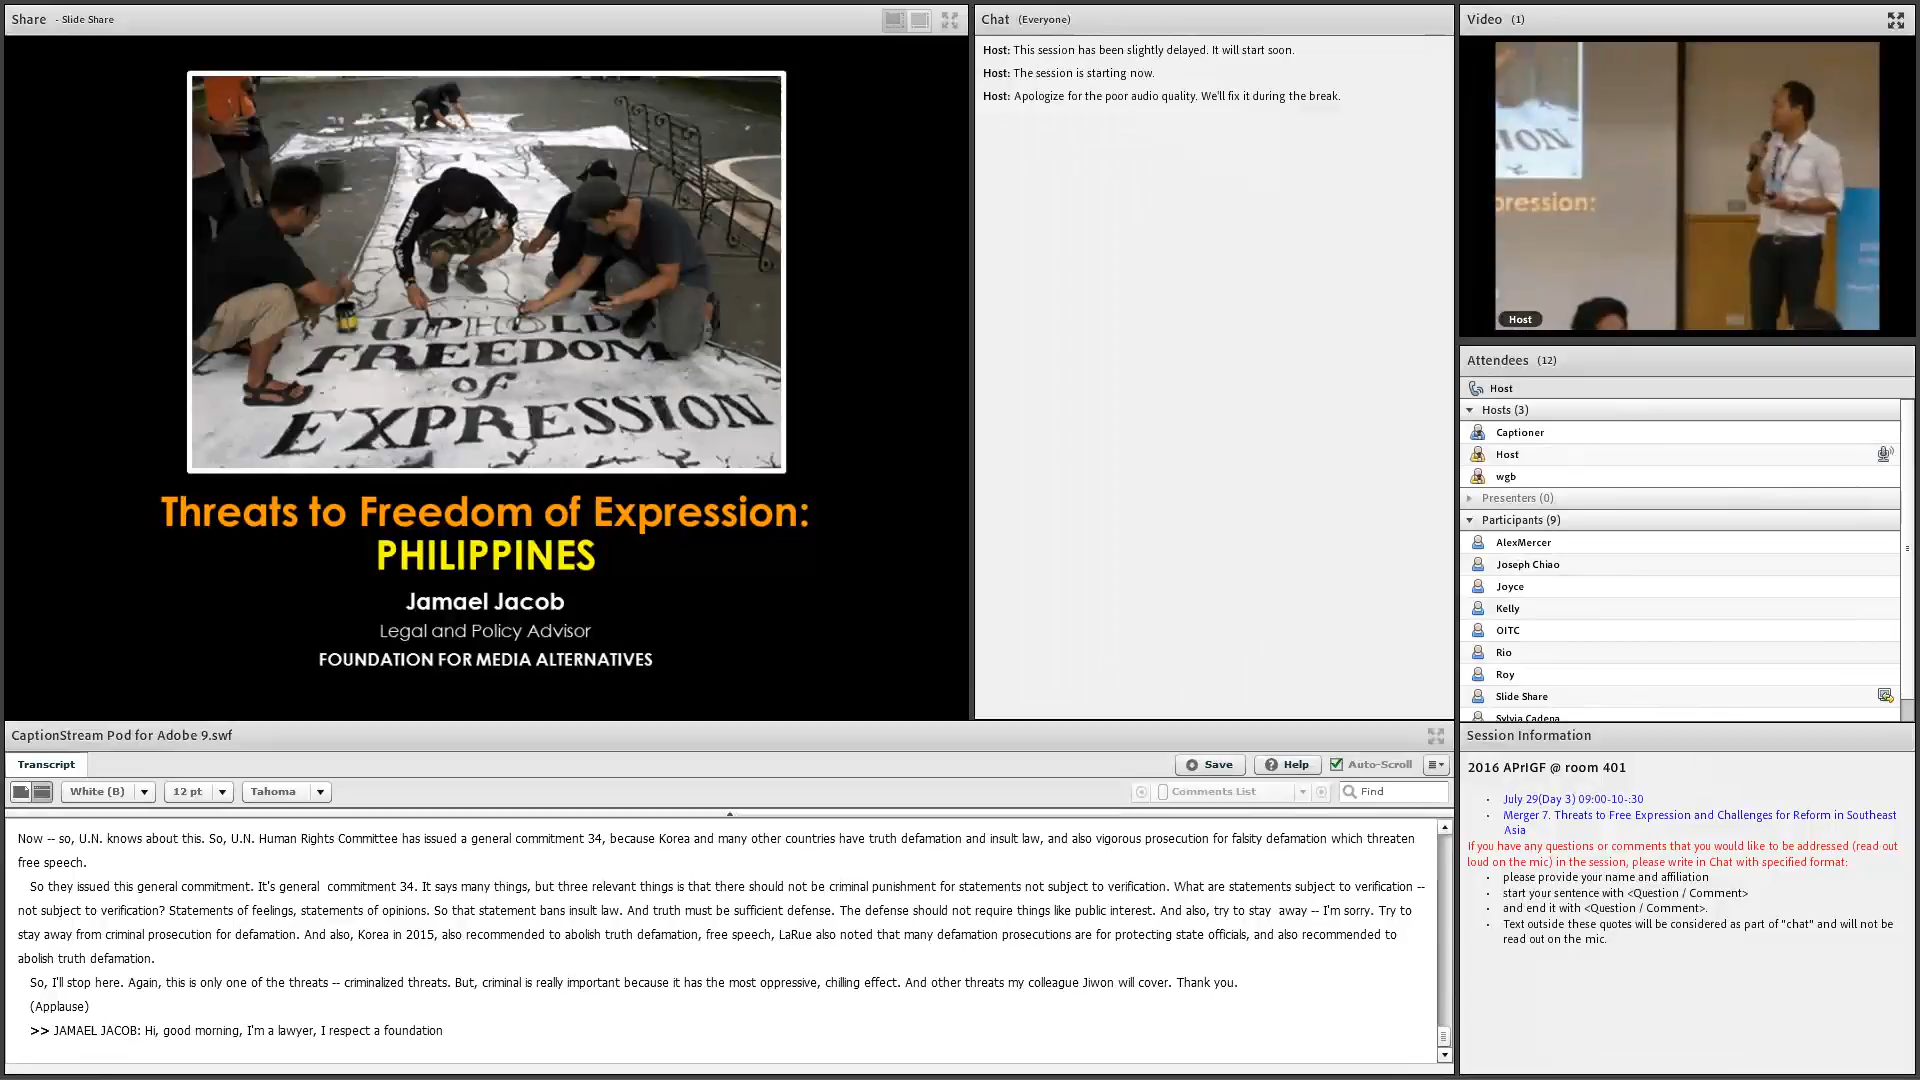 Share - Slide Share
UPHOLD
FREEDOM
of
EXPRESSION
Threats to Freedom of Expression:
PHILIPPINES
Jamael Jacob
Legal and Policy Advisor
FOUNDATION FOR MEDIA ALTERNATIVES
Chat (Everyone)
Host: This session has been slightly delayed. It will start soon.
Host: The session is starting now.
Host: Apologize for the poor audio quality. We'll fix it during the break.
Video (1)
ION
pression:
Host
Attendees (12)
Host
Hosts (3)
Captioner
Host
wgb
Presenters (0)
Participants (9)
AlexMercer
Joseph Chiao
Joyce
Kelly
OITC
Rio
Roy
Slide Share
Sylvia Cadena
CaptionStream Pod for Adobe 9.swf
Transcript
Save
Help
Auto-Scroll
White (B)
12 pt
Tahoma
Comments List
Find
Now -- so, U.N. knows about this. So, U.N. Human Rights Committee has issued a general commitment 34, because Korea and many other countries have truth defamation and insult law, and also vigorous prosecution for falsity defamation which threaten
free speech.
So they issued this general commitment. It's general commitment 34. It says many things, but three relevant things is that there should not be criminal punishment for statements not subject to verification. What are statements subject to verification --
not subject to verification? Statements of feelings, statements of opinions. So that statement bans insult law. And truth must be sufficient defense. The defense should not require things like public interest. And also, try to stay away -- I'm sorry. Try to
stay away from criminal prosecution for defamation. And also, Korea in 2015, also recommended to abolish truth defamation, free speech, LaRue also noted that many defamation prosecutions are for protecting state officials, and also recommended to
abolish truth defamation.
So, I'll stop here. Again, this is only one of the threats -- criminalized threats. But, criminal is really important because it has the most oppressive, chilling effect. And other threats my colleague Jiwon will cover. Thank you.
(Applause)
>> JAMAEL JACOB: Hi, good morning, I'm a lawyer, I respect a foundation
Session Information
2016 APrIGF @ room 401
July 29(Day 3) 09:00-10-:30
Merger 7. Threats to Free Expression and Challenges for Reform in Southeast
Asia
If you have any questions or comments that you would like to be addressed (read out
loud on the mic) in the session, please write in Chat with specified format:
please provide your name and affiliation
start your sentence with <Question / Comment>
and end it with <Question / Comment>.
Text outside these quotes will be considered as part of "chat" and will not be
read out on the mic.